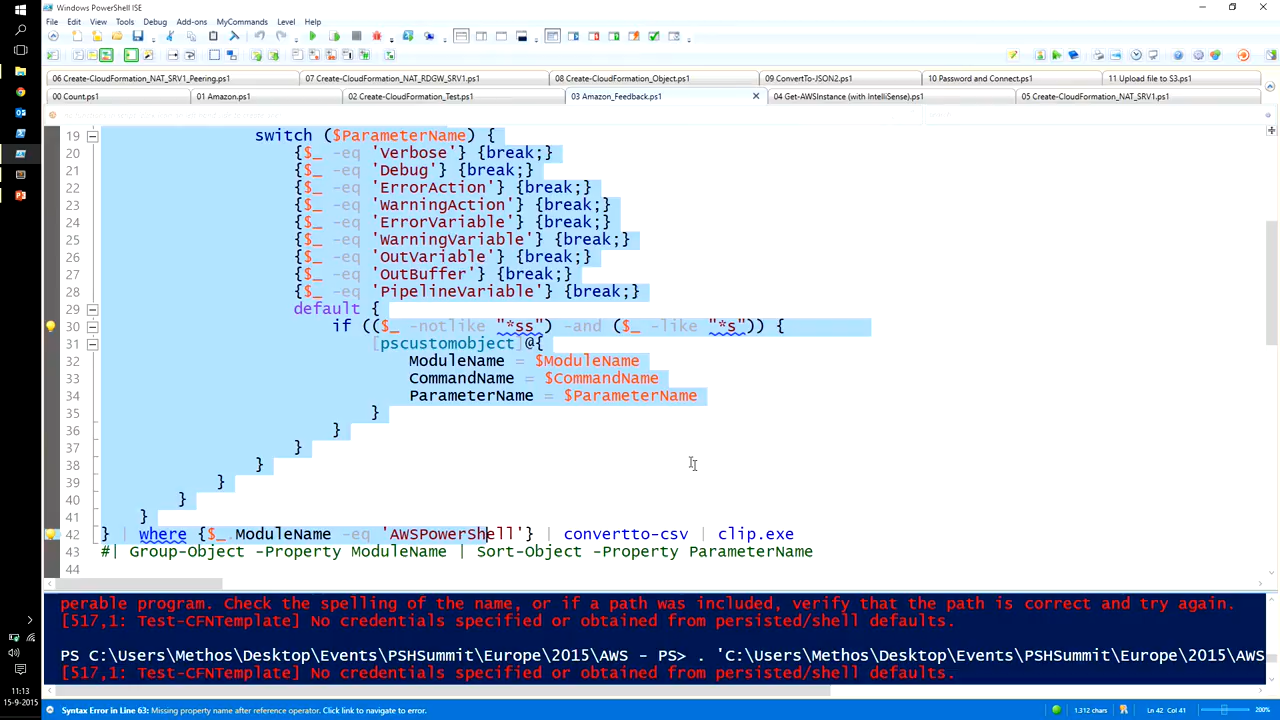 Windows PowerShell ISE
File Edit View Tools Debug Add-ons MyCommands Level Help
06 Create-CloudFormation_NAT_SRV1_Peering.ps1 07 Create-CloudFormation_NAT_RDGW_SRV1.ps1 08 Create-CloudFormation_Object.ps1 09 ConvertTo-JSON2.ps1 10 Password and Connect.ps1 11 Upload file to S3.ps1
00 Count.ps1 01 Amazon.ps1 02 Create-CloudFormation_Test.ps1 03 Amazon_Feedback.ps1 04 Get-AWSInstance (with IntelliSense).ps1 05 Create-CloudFormation_NAT_SRV1.ps1
19 switch ($ParameterName) {
20 {$_ -eq 'Verbose'} {break;}
21 {$_ -eq 'Debug'} {break;}
22 {$_ -eq 'ErrorAction'} {break;}
23 {$_ -eq 'WarningAction'} {break;}
24 {$_ -eq 'ErrorVariable'} {break;}
25 {$_ -eq 'WarningVariable'} {break;}
26 {$_ -eq 'OutVariable'} {break;}
27 {$_ -eq 'OutBuffer'} {break;}
28 {$_ -eq 'PipelineVariable'} {break;}
29 default {
30 if (($_ -notlike "*ss") -and ($_ -like "*s")) {
31 [pscustomobject]@{
32 ModuleName = $ModuleName
33 CommandName = $CommandName
34 ParameterName = $ParameterName
35 }
36 }
37 }
38 }
39 }
40 }
41 }
42 } | where {$_.ModuleName -eq 'AWSPowerShell'} | convertto-csv | clip.exe
43 #| Group-Object -Property ModuleName | Sort-Object -Property ParameterName
44
perable program. Check the spelling of the name, or if a path was included, verify that the path is correct and try again.
[517,1: Test-CFNTemplate] No credentials specified or obtained from persisted/shell defaults.
PS C:\Users\Methos\Desktop\Events\PSHSummit\Europe\2015\AWS - PS> . 'C:\Users\Methos\Desktop\Events\PSHSummit\Europe\2015\AWS
[517,1: Test-CFNTemplate] No credentials specified or obtained from persisted/shell defaults.
11:13
15-9-2015
Syntax Error in Line 63: Missing property name after reference operator. Click link to navigate to error. 1.312 chars Ln 42 Col 41 200%